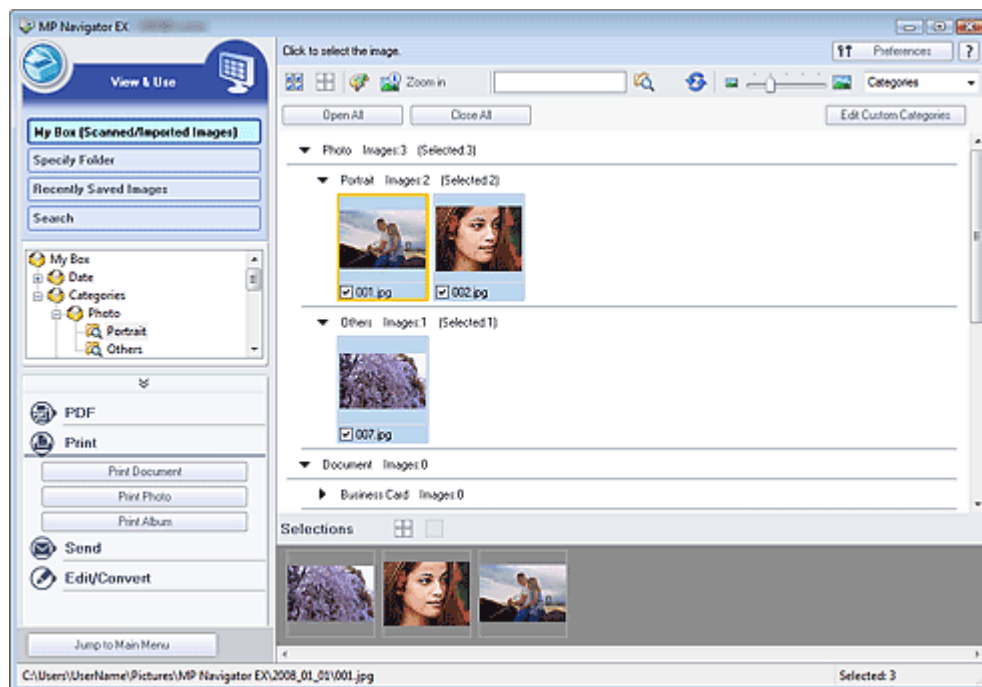 MP Navigator EX
View & Use
My Box (Scanned/Imported Images)
Specify Folder
Recently Saved Images
Search
My Box
Date
Categories
Photo
Portrait
Others
PDF
Print
Print Document
Print Photo
Print Album
Send
Edit/Convert
Jump to Main Menu
Click to select the image.
Preferences
?
Zoom in
Categories
Open All
Close All
Edit Custom Categories
Photo Images:3 (Selected:3)
Portrait Images:2 (Selected:2)
001.jpg
002.jpg
Others Images:1 (Selected:1)
007.jpg
Document Images:0
Business Card Images:0
Selections
C:\Users\UserName\Pictures\MP Navigator EX\2008_01_01\001.jpg
Selected: 3